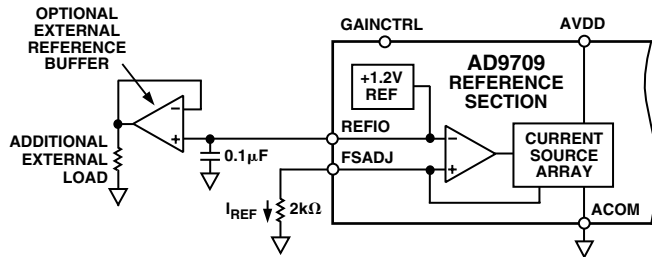 OPTIONAL
EXTERNAL
REFERENCE
BUFFER
GAINCTRL
AVDD
AD9709
REFERENCE
SECTION
+1.2V
REF
–
+
REFIO
ADDITIONAL
EXTERNAL
LOAD
0.1µF
FSADJ
–
+
CURRENT
SOURCE
ARRAY
IREF
2kΩ
ACOM